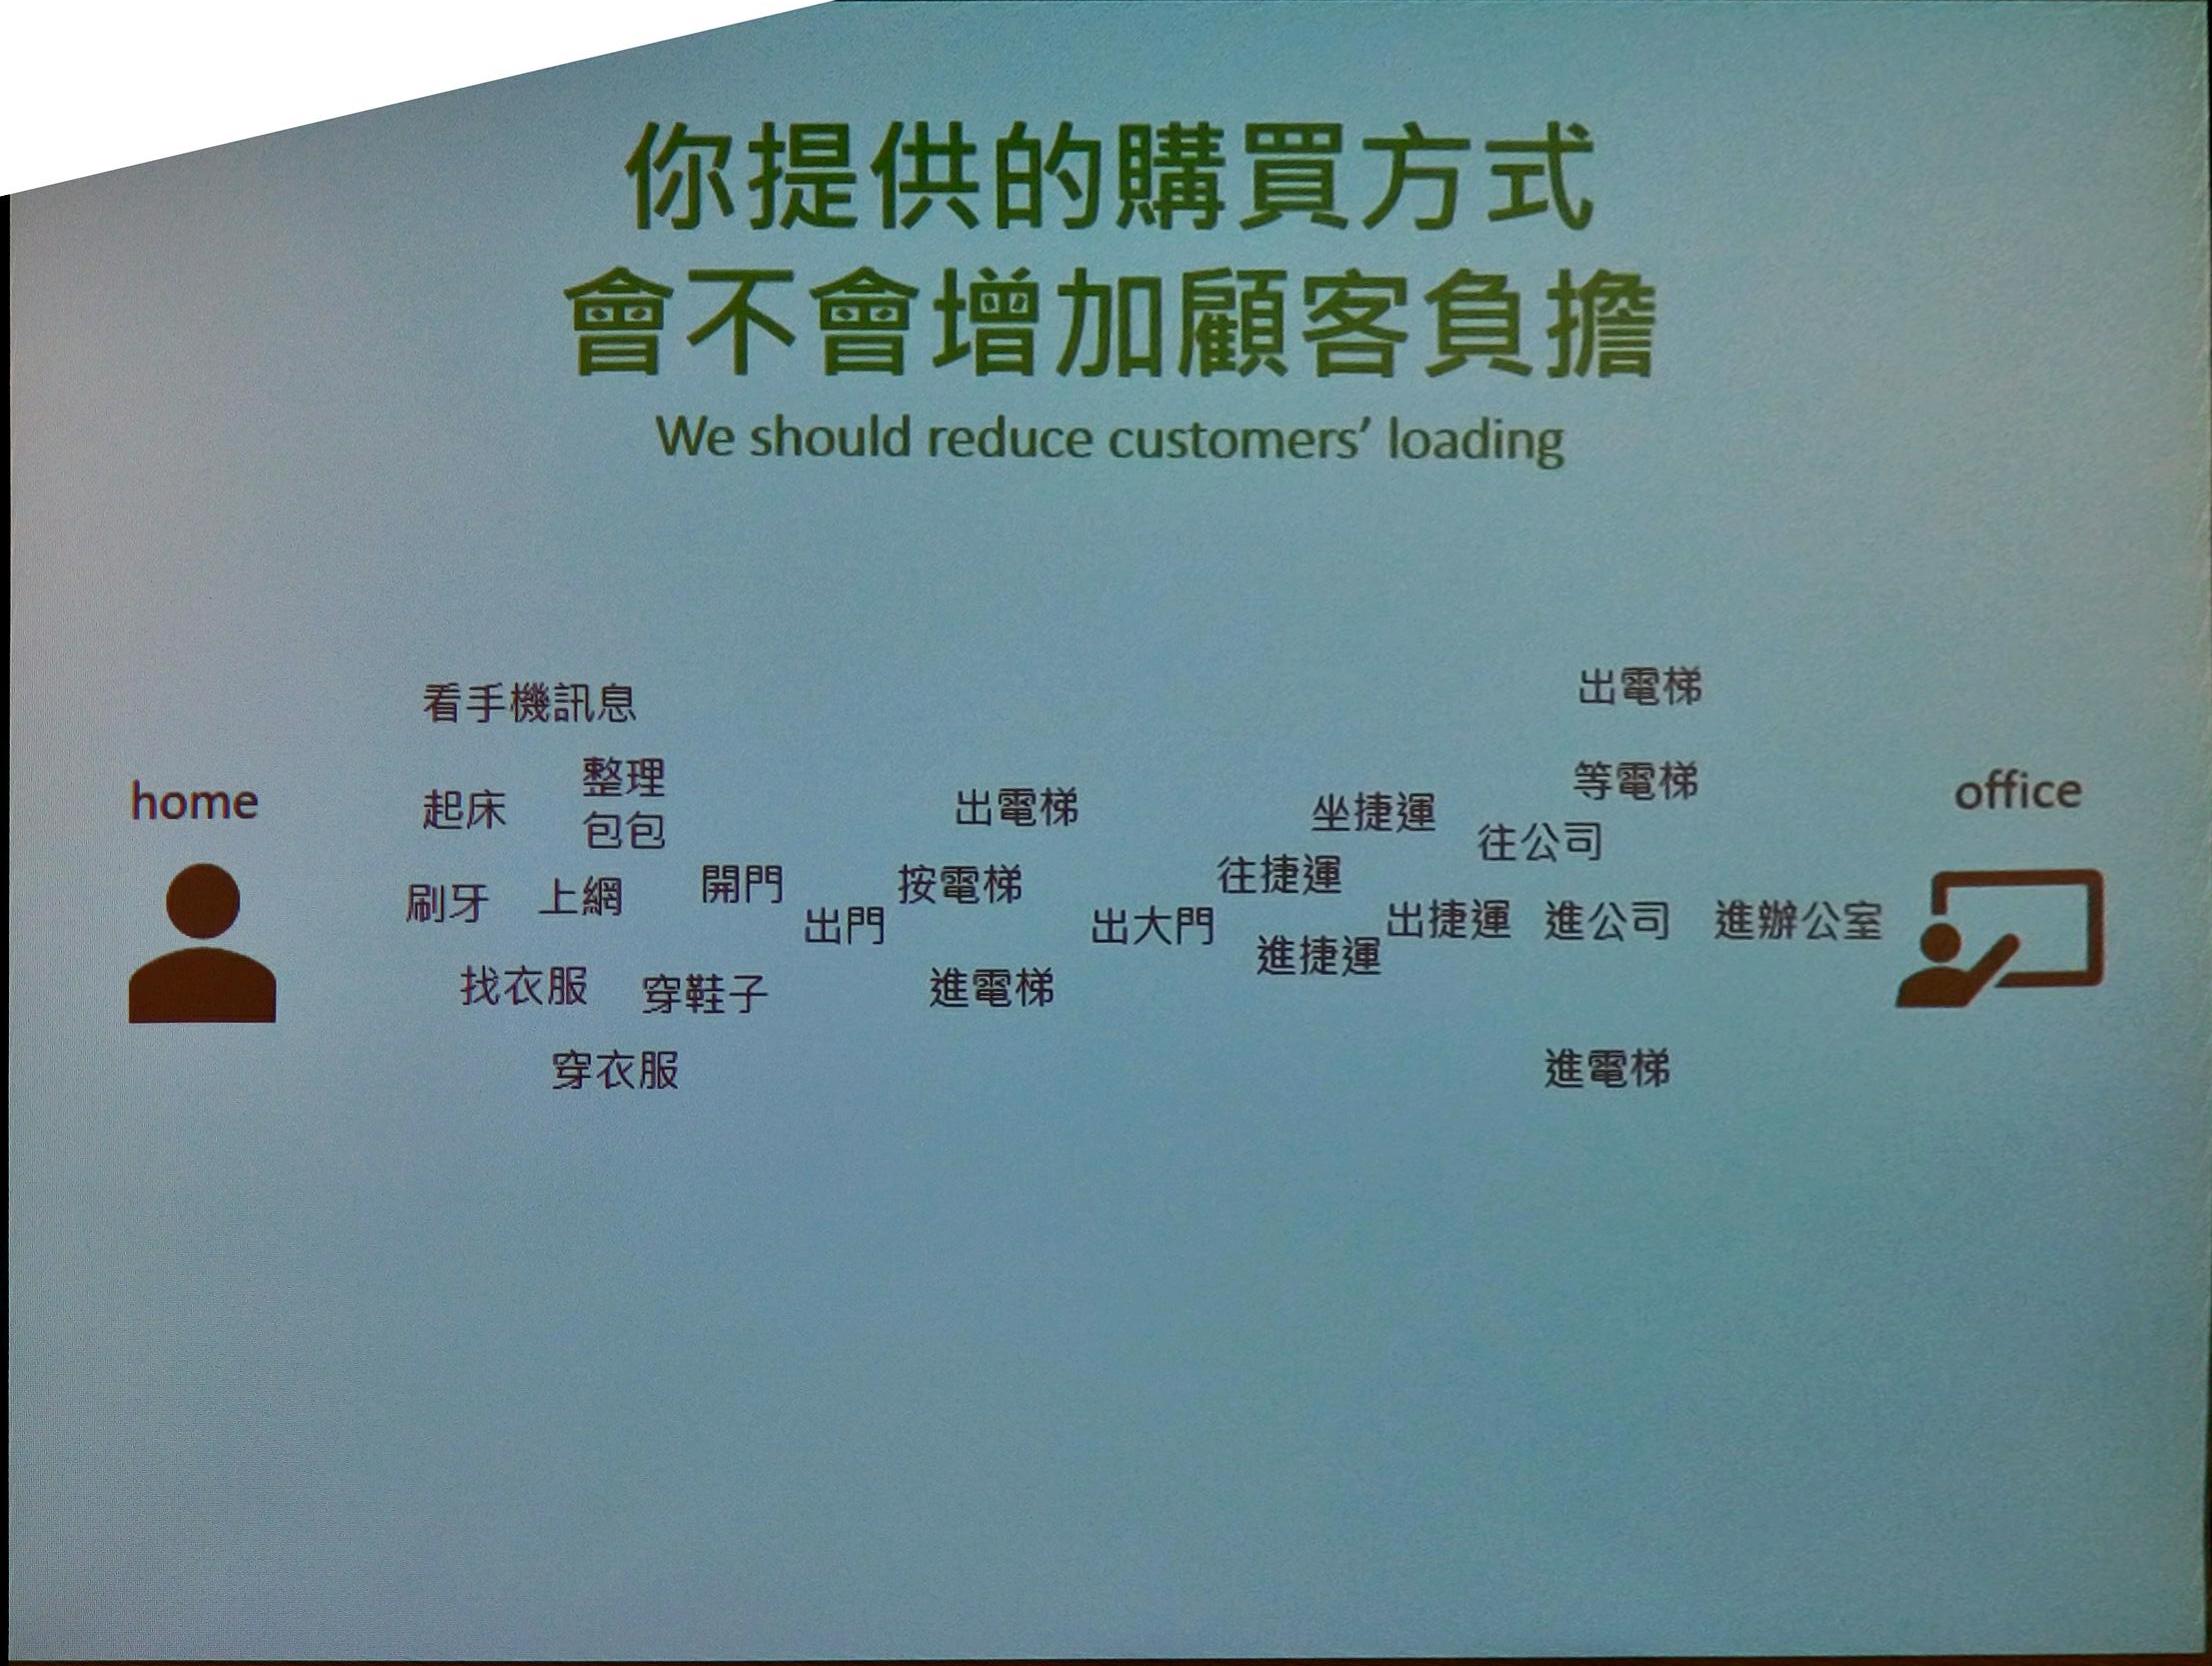 你提供的購買方式
會不會增加顧客負擔
We should reduce customers' loading
看手機訊息
出電梯
home
起床
整理
包包
出電梯
坐捷運
等電梯
往公司
office
刷牙
上網
開門
出門
按電梯
出大門
往捷運
進捷運
出捷運
進公司
進辦公室
找衣服
穿鞋子
進電梯
穿衣服
進電梯